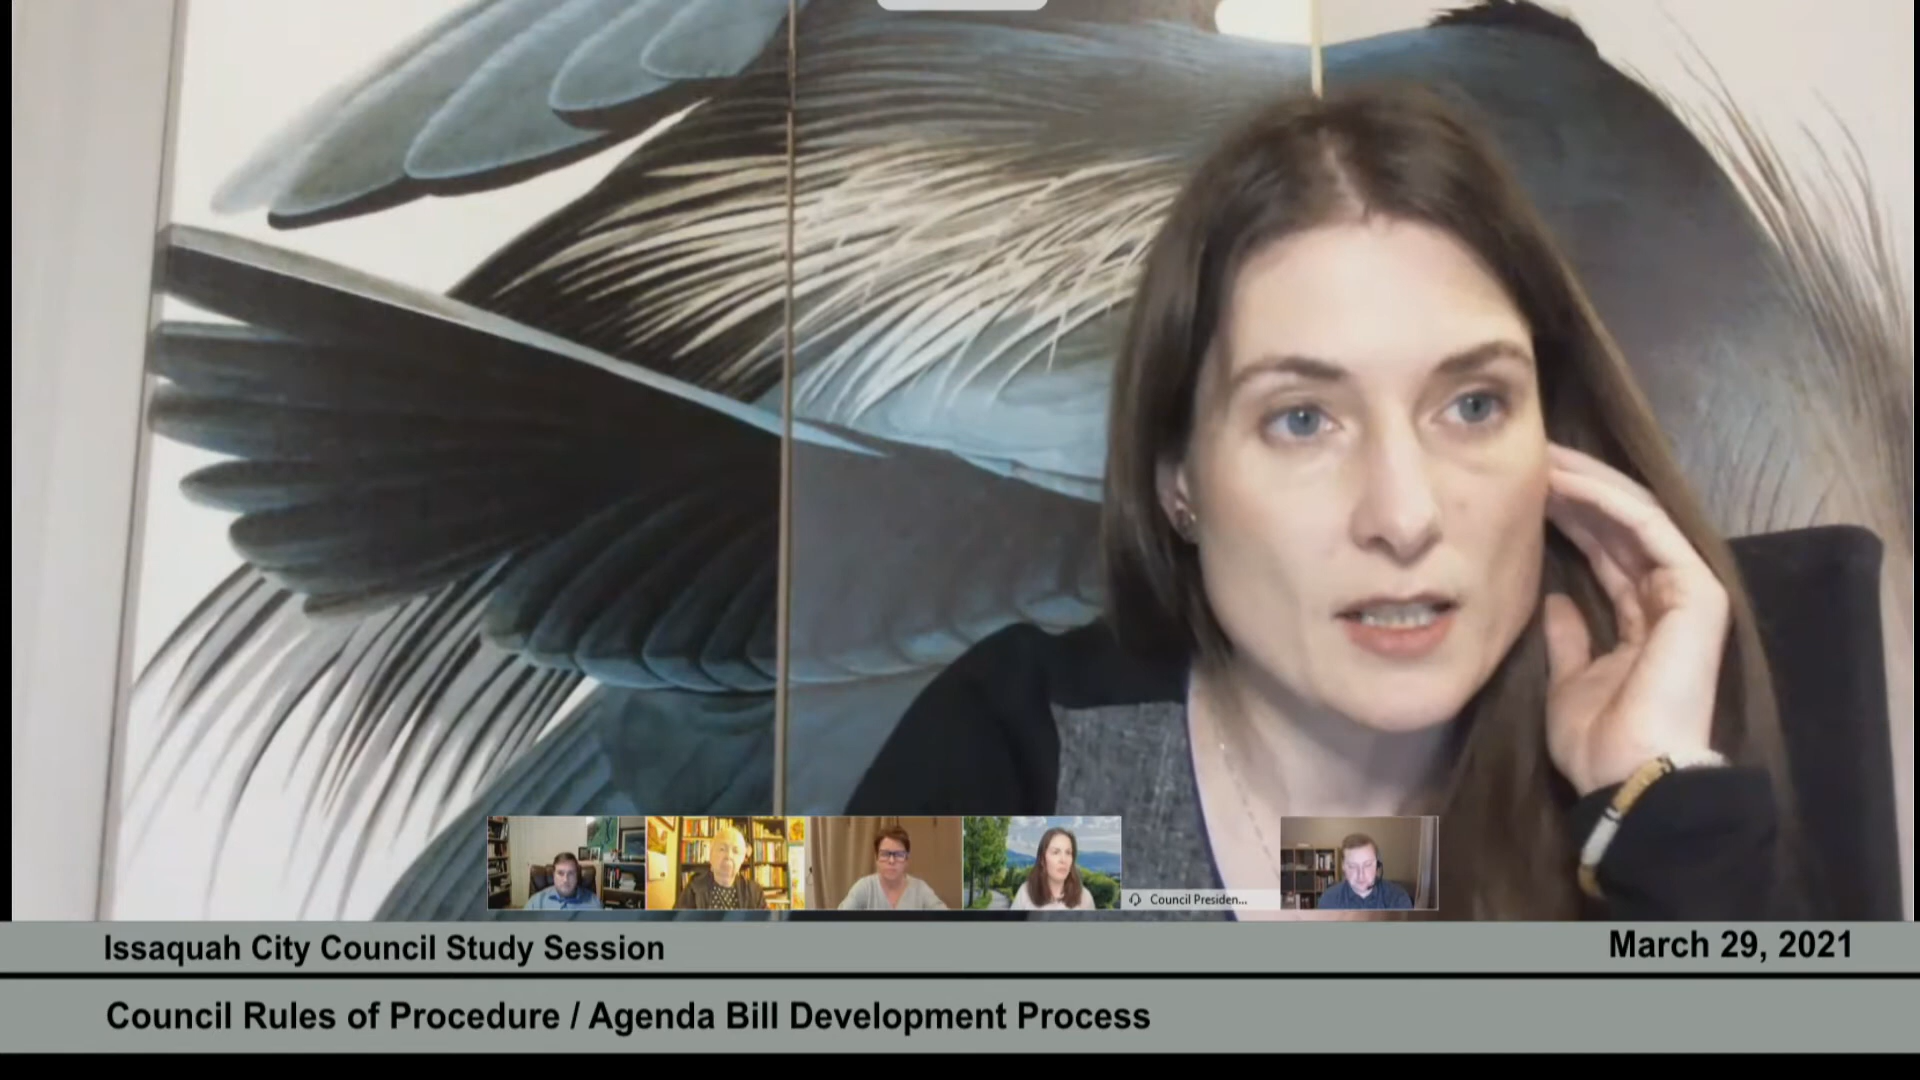 Council Presiden...
Issaquah City Council Study Session
March 29, 2021
Council Rules of Procedure / Agenda Bill Development Process